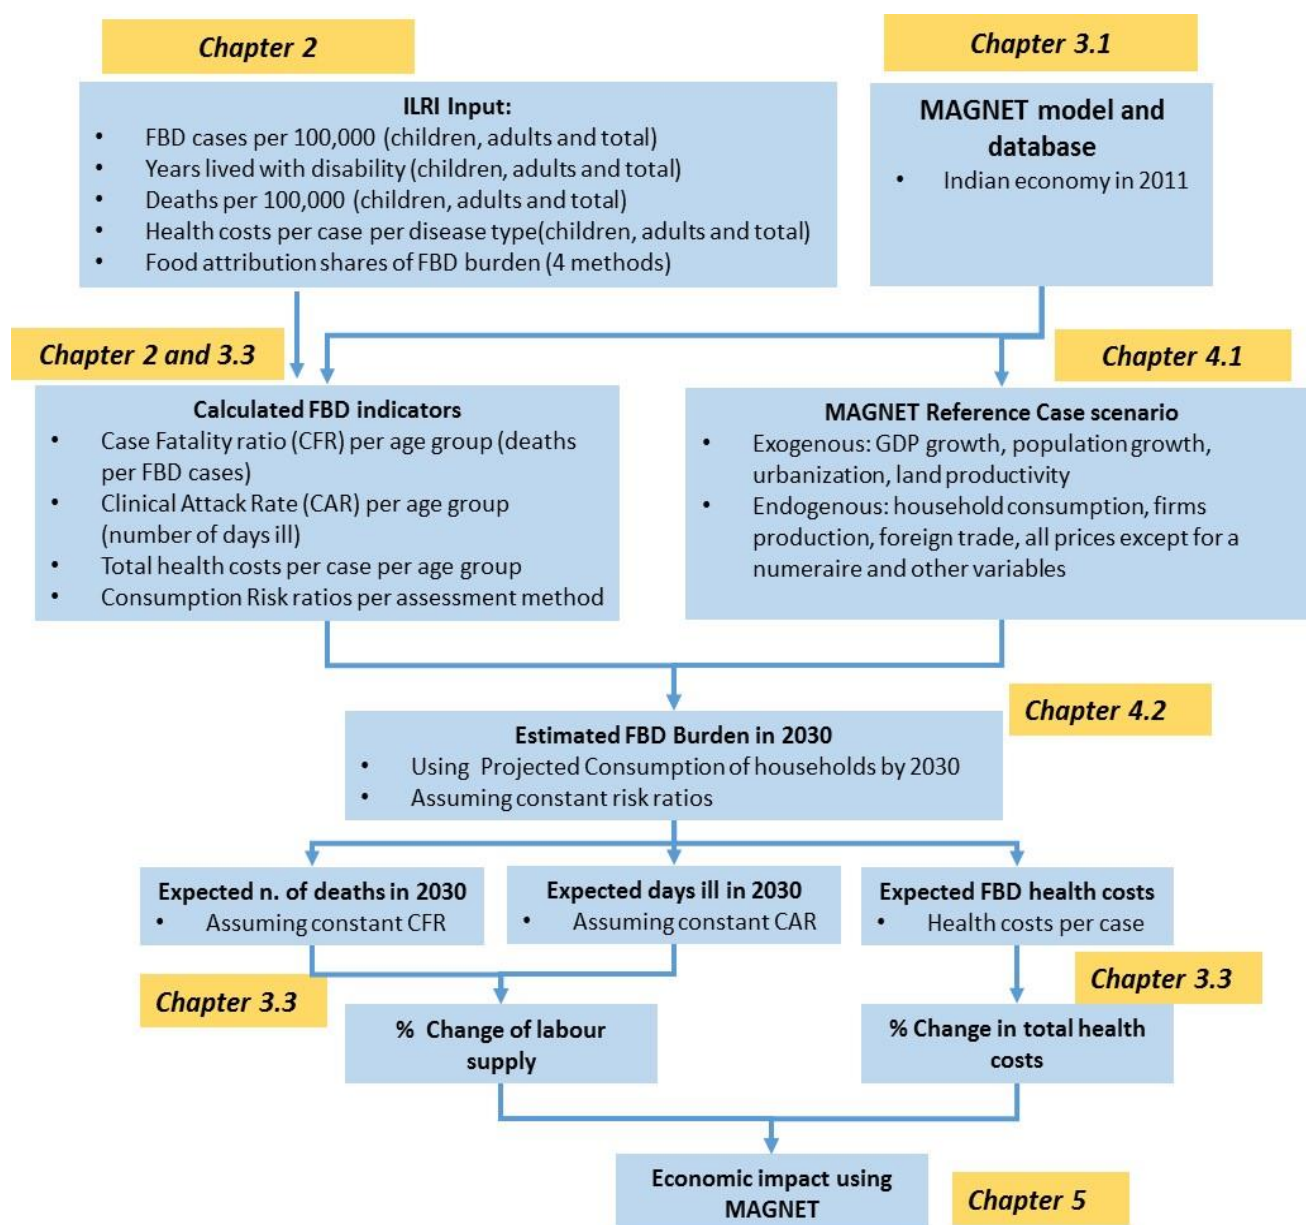 Chapter 2
Chapter 3.1
ILRI Input:
• FBD cases per 100,000 (children, adults and total)
• Years lived with disability (children, adults and total)
• Deaths per 100,000 (children, adults and total)
• Health costs per case per disease type(children, adults and total)
• Food attribution shares of FBD burden (4 methods)
MAGNET model and
database
• Indian economy in 2011
Chapter 2 and 3.3
Chapter 4.1
Calculated FBD indicators
• Case Fatality ratio (CFR) per age group (deaths
per FBD cases)
• Clinical Attack Rate (CAR) per age group
(number of days ill)
• Total health costs per case per age group
• Consumption Risk ratios per assessment method
MAGNET Reference Case scenario
• Exogenous: GDP growth, population growth,
urbanization, land productivity
• Endogenous: household consumption, firms
production, foreign trade, all prices except for a
numeraire and other variables
Chapter 4.2
Estimated FBD Burden in 2030
• Using Projected Consumption of households by 2030
• Assuming constant risk ratios
Expected n. of deaths in 2030
• Assuming constant CFR
Expected days ill in 2030
• Assuming constant CAR
Expected FBD health costs
• Health costs per case
Chapter 3.3
Chapter 3.3
% Change of labour
supply
% Change in total health
costs
Economic impact using
MAGNET
Chapter 5